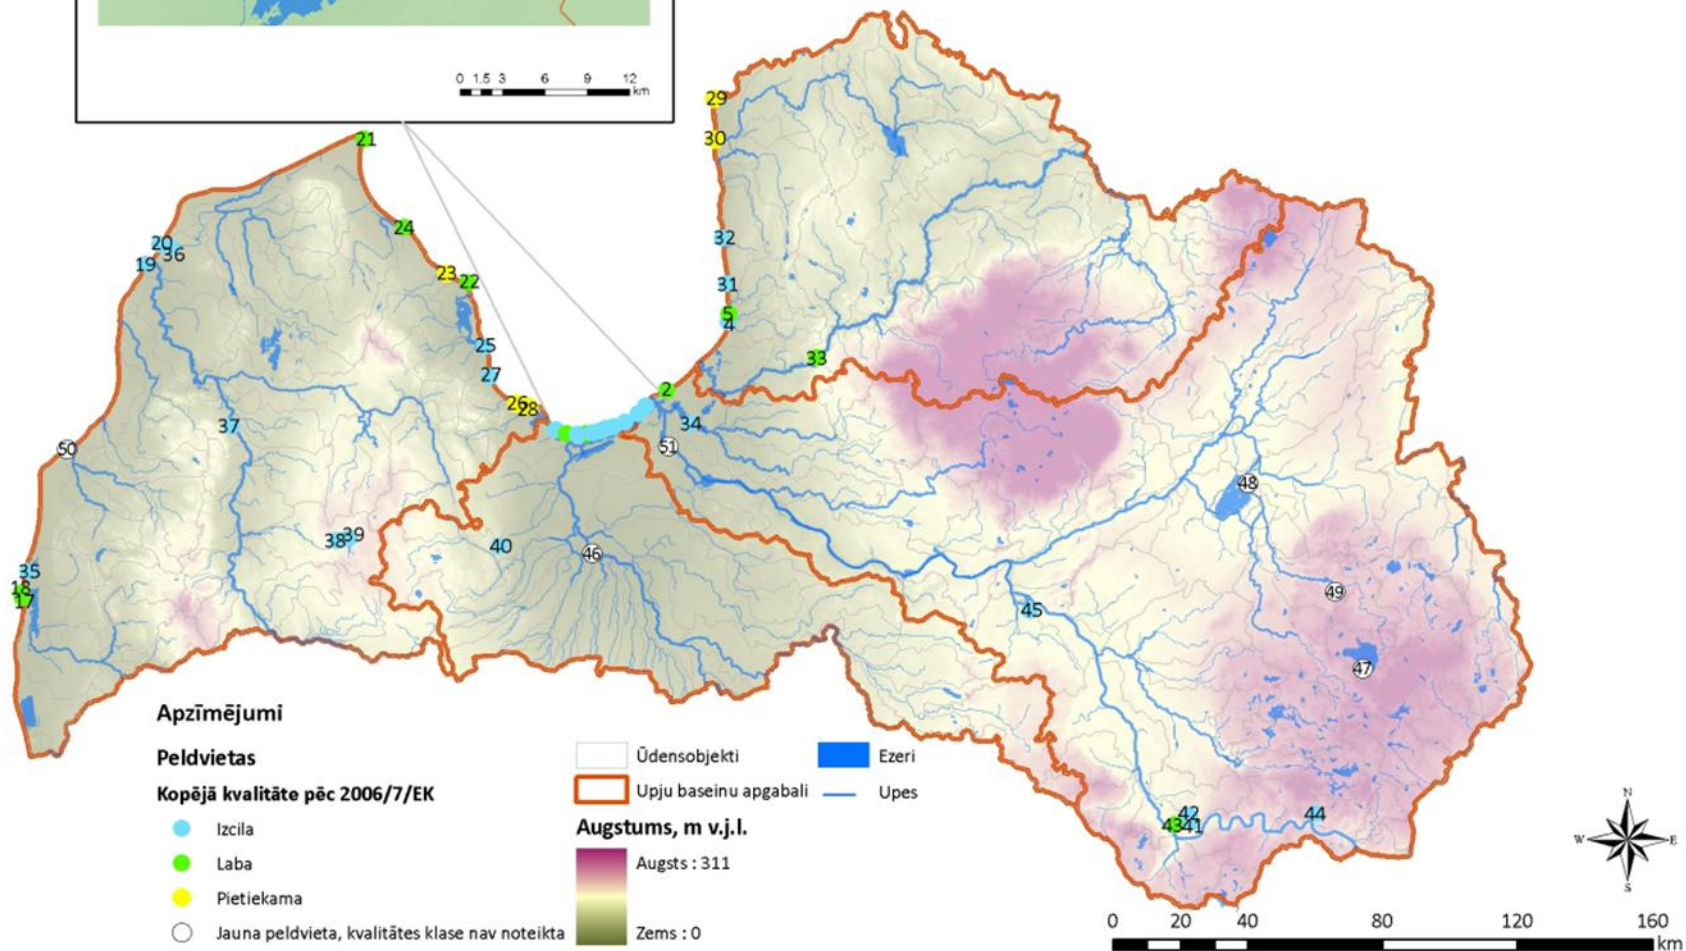 0 1.5 3 6 9 12
km
21
29
30
24
20
36
19
23
22
32
31
5
4
25
27
33
2
26
28
34
37
50
51
48
38
39
40
46
35
18
17
45
49
47
42
43
41
44
Apzīmējumi
Peldvietas
Kopējā kvalitāte pēc 2006/7/EK
Izcila
Laba
Pietiekama
Jauna peldvieta, kvalitātes klase nav noteikta
Ūdensobjekti
Upju baseinu apgabali
Ezeri
Upes
Augstums, m v.j.l.
Augsts : 311
Zems : 0
N
W
E
S
0 20 40 80 120 160
km